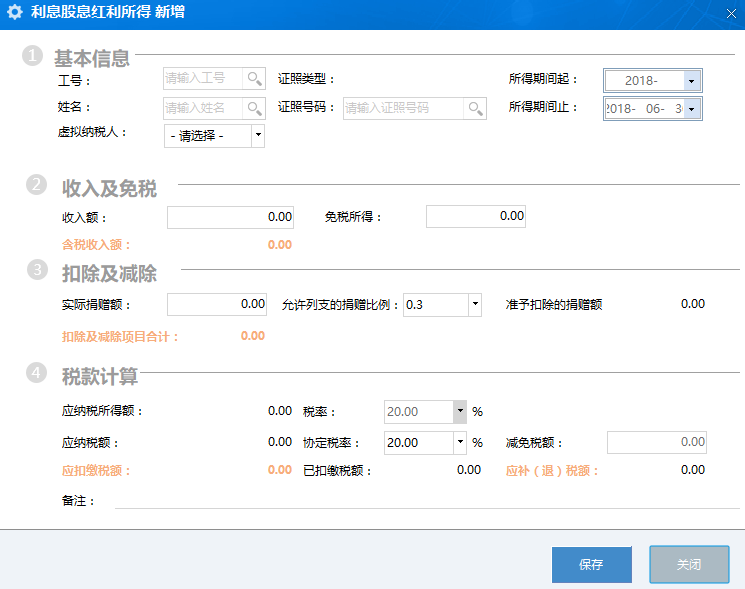 利息股息红利所得 新增
1 基本信息
工号： 请输入工号 证照类型： 所得期间起： 2018-
姓名： 请输入姓名 证照号码： 请输入证照号码 所得期间止： 2018- 06-
虚拟纳税人： - 请选择 -
2 收入及免税
收入额： 0.00 免税所得： 0.00
含税收入额： 0.00
3 扣除及减除
实际捐赠额： 0.00 允许列支的捐赠比例： 0.3 准予扣除的捐赠额 0.00
扣除及减除项目合计： 0.00
4 税款计算
应纳税所得额： 0.00 税率： 20.00 %
应纳税额： 0.00 协定税率： 20.00 % 减免税额： 0.00
应扣缴税额： 0.00 已扣缴税额： 0.00 应补（退）税额： 0.00
备注：
保存 关闭